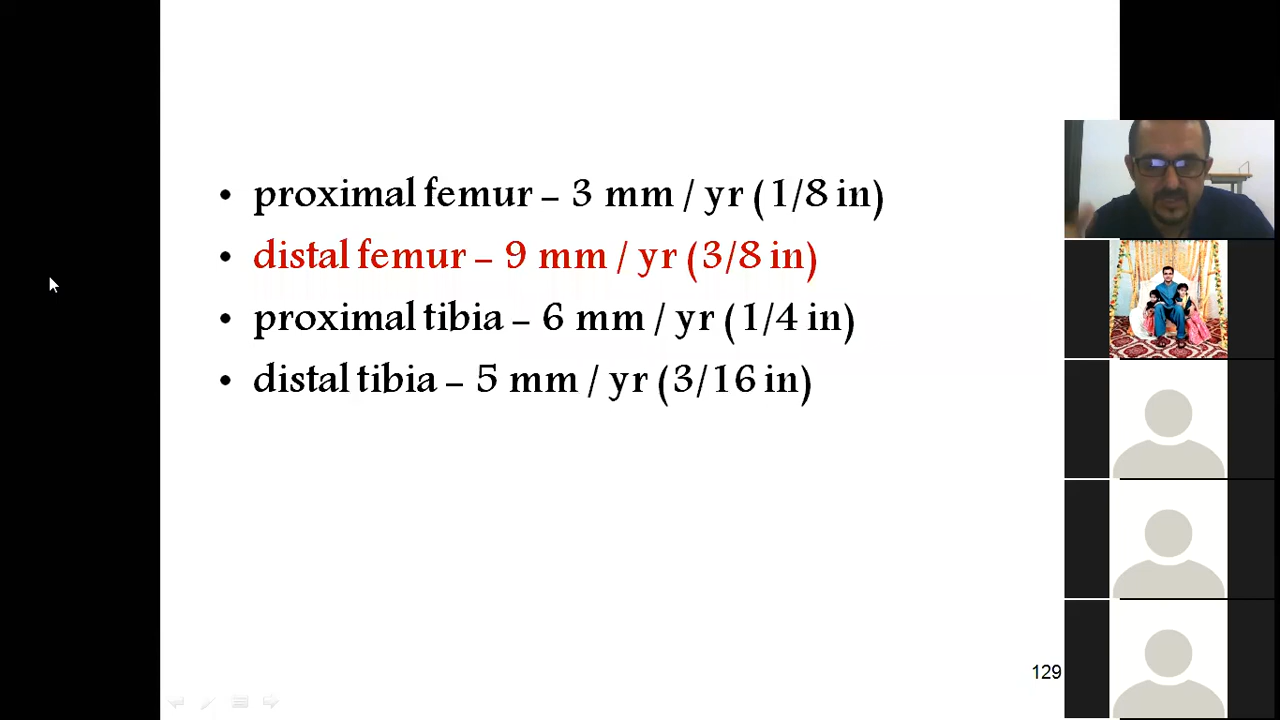 • proximal femur – 3 mm / yr (1/8 in)
• distal femur – 9 mm / yr (3/8 in)
• proximal tibia – 6 mm / yr (1/4 in)
• distal tibia – 5 mm / yr (3/16 in)
129